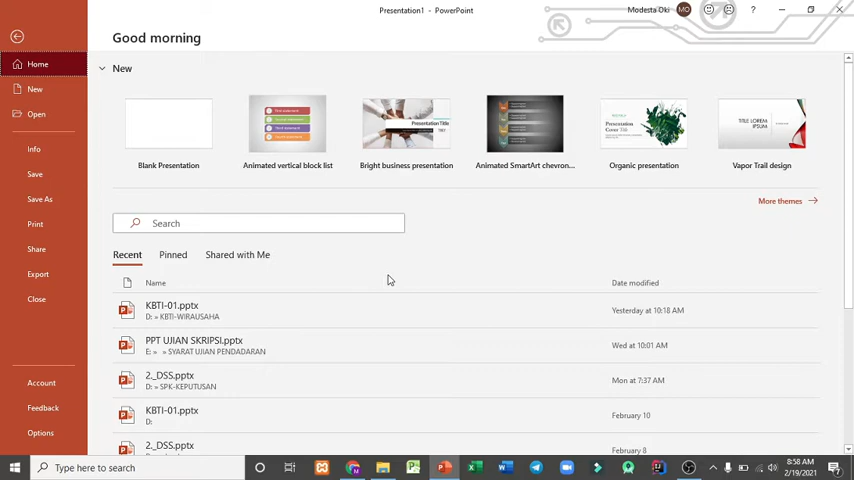 Presentation1 - PowerPoint
Modesta Oki
MO
?
Good morning
Home
New
Open
Info
Save
Save As
Print
Share
Export
Close
Account
Feedback
Options
New
Presentation Title
TITLE LOREM IPSUM
Blank Presentation
Animated vertical block list
Bright business presentation
Animated SmartArt chevron...
Organic presentation
Vapor Trail design
More themes
Search
Recent
Pinned
Shared with Me
Name
Date modified
KBTI-01.pptx
D: » KBTI-WIRAUSAHA
Yesterday at 10:18 AM
PPT UJIAN SKRIPSI.pptx
E: » » SYARAT UJIAN PENDADARAN
Wed at 10:01 AM
2._DSS.pptx
D: » SPK-KEPUTUSAN
Mon at 7:37 AM
KBTI-01.pptx
D:
February 10
2._DSS.pptx
February 8
Type here to search
8:58 AM
2/19/2021